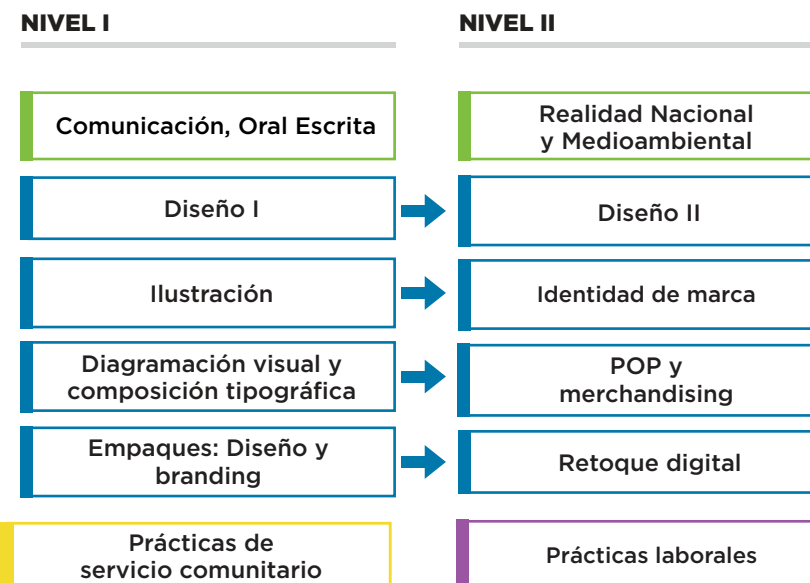 NIVEL I
NIVEL II
Comunicación, Oral Escrita
Realidad Nacional
y Medioambiental
Diseño I
Diseño II
Ilustración
Identidad de marca
Diagramación visual y
composición tipográfica
POP y
merchandising
Empaques: Diseño y
branding
Retoque digital
Prácticas de
servicio comunitario
Prácticas laborales